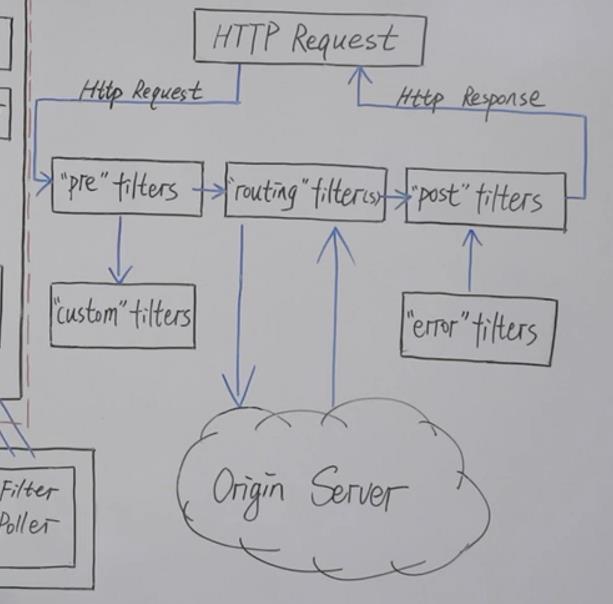 HTTP Request
Http Request
Http Response
"pre" filters
"routing" filter(s)
"post" filters
"custom" filters
"error" filters
Origin Server
Filter
Poller